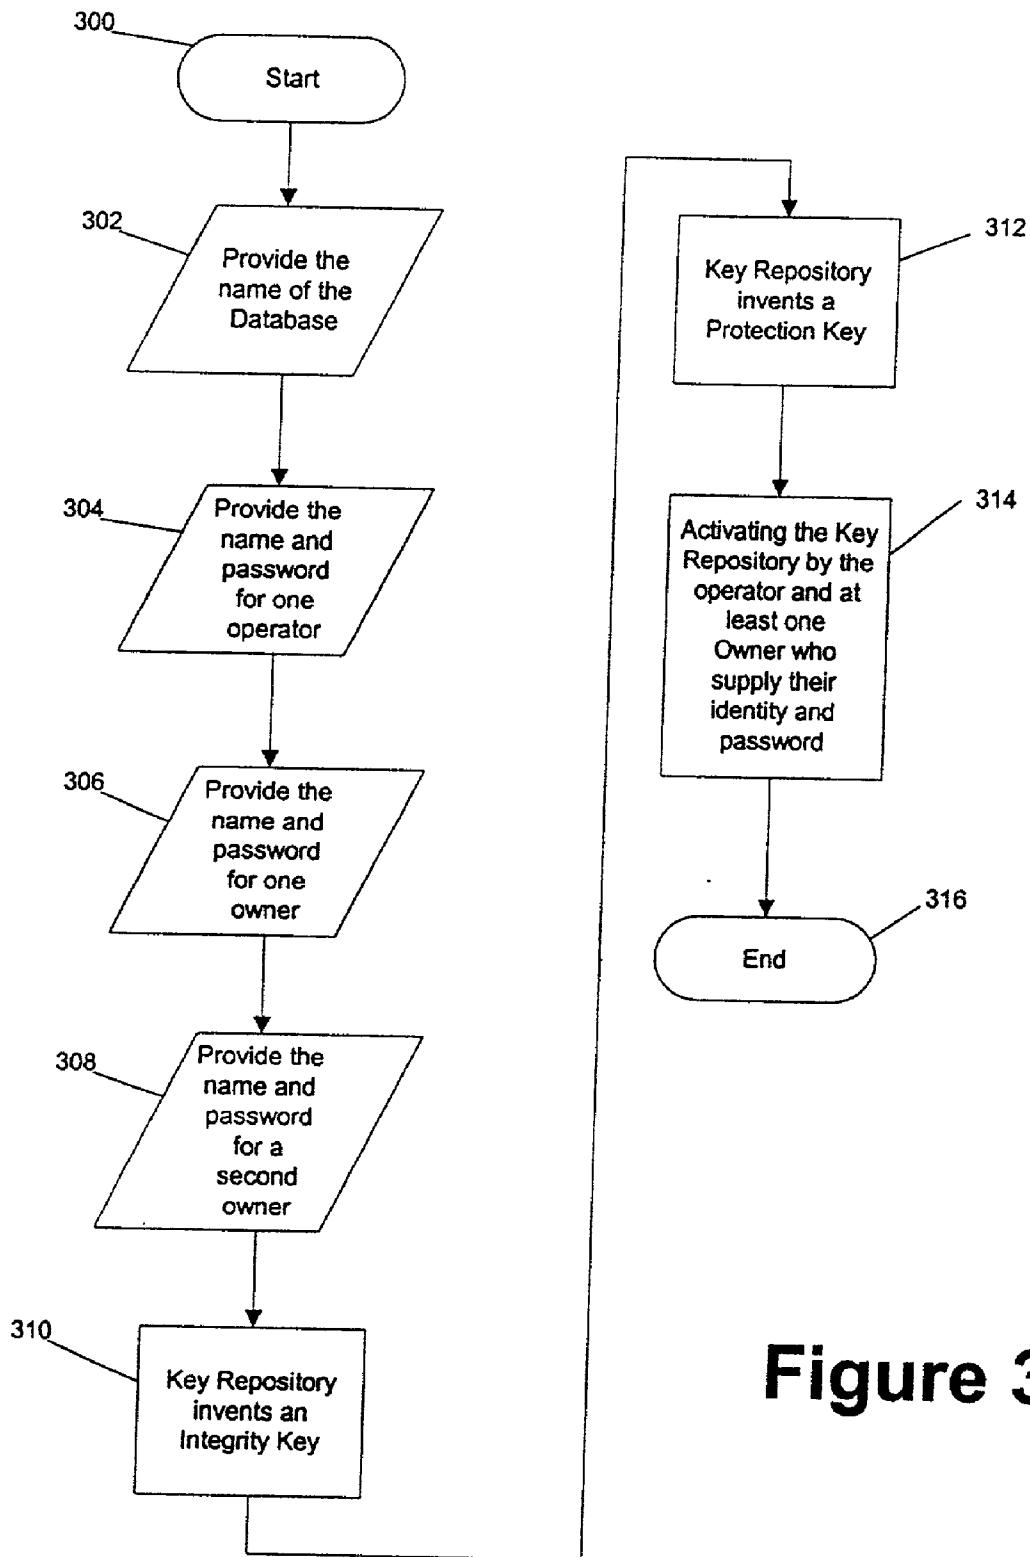 300
Start
302
Provide the
name of the
Database
304
Provide the
name and
password
for one
operator
306
Provide the
name and
password
for one
owner
308
Provide the
name and
password
for a
second
owner
310
Key Repository
invents an
Integrity Key
312
Key Repository
invents a
Protection Key
314
Activating the Key
Repository by the
operator and at
least one
Owner who
supply their
identity and
password
316
End
Figure 3